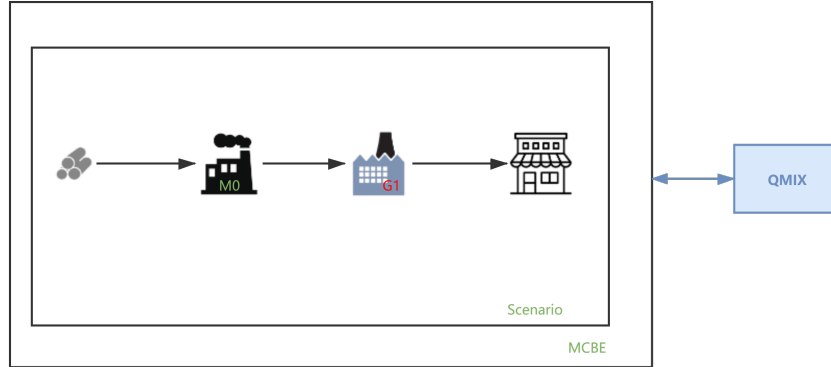 M0
G1
QMIX
Scenario
MCBE